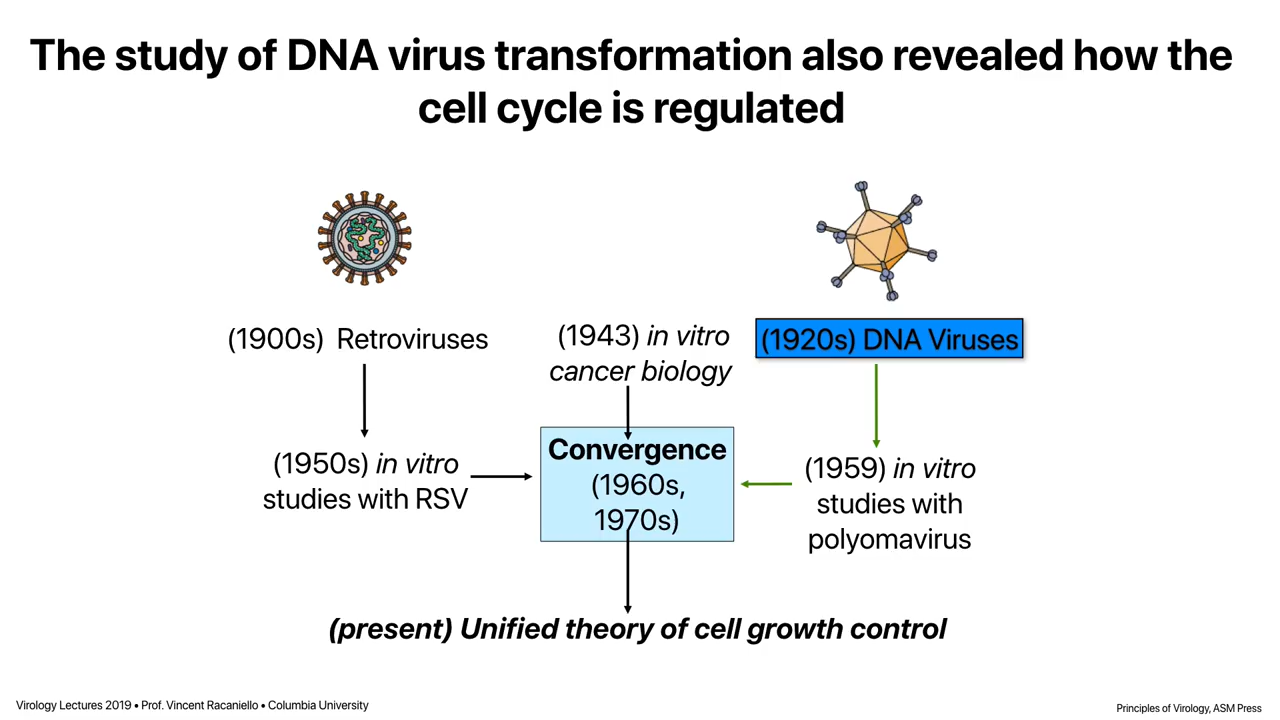 The study of DNA virus transformation also revealed how the
cell cycle is regulated
(1900s) Retroviruses
(1943) in vitro
cancer biology
(1920s) DNA Viruses
(1950s) in vitro
studies with RSV
Convergence
(1960s,
1970s)
(1959) in vitro
studies with
polyomavirus
(present) Unified theory of cell growth control
Virology Lectures 2019 • Prof. Vincent Racaniello • Columbia University
Principles of Virology, ASM Press